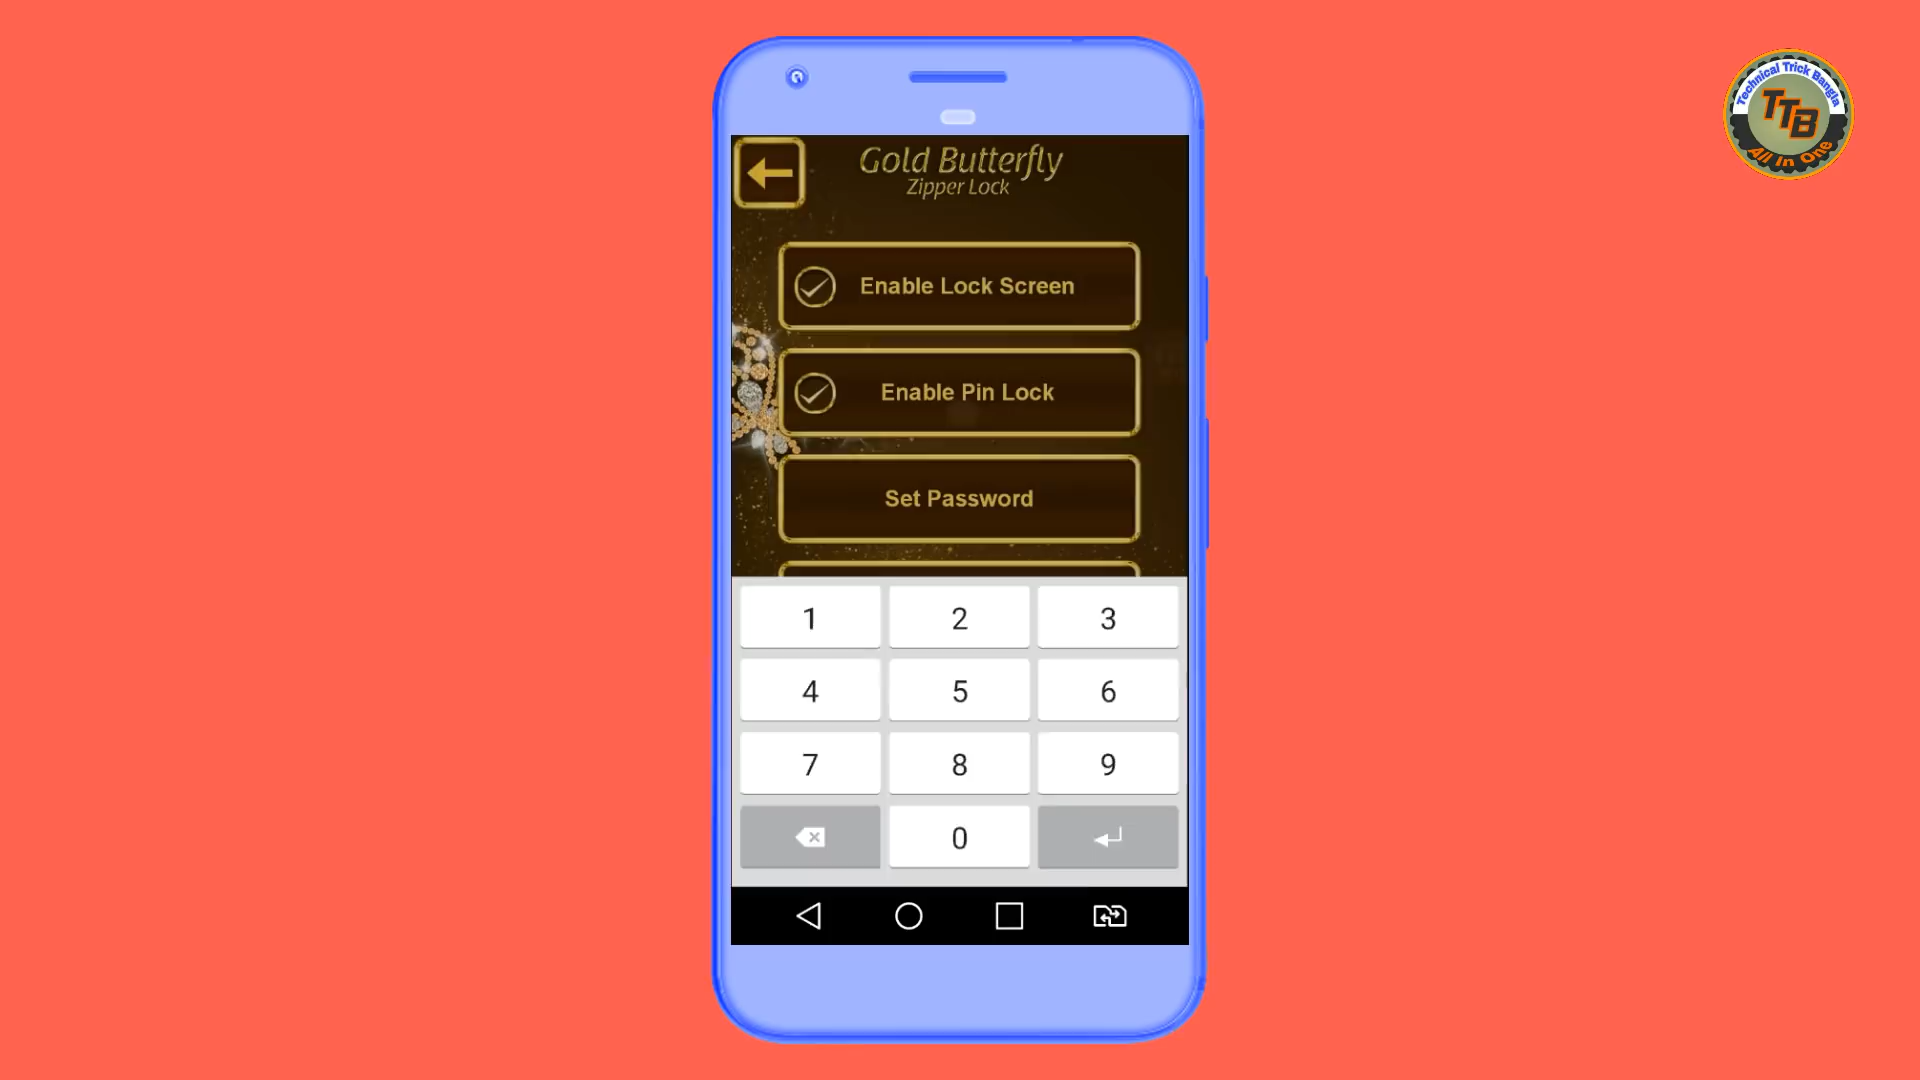 Technical Trick Bangla
TTB
All In One
Gold Butterfly
Zipper Lock
Enable Lock Screen
Enable Pin Lock
Set Password
1 2 3
4 5 6
7 8 9
0